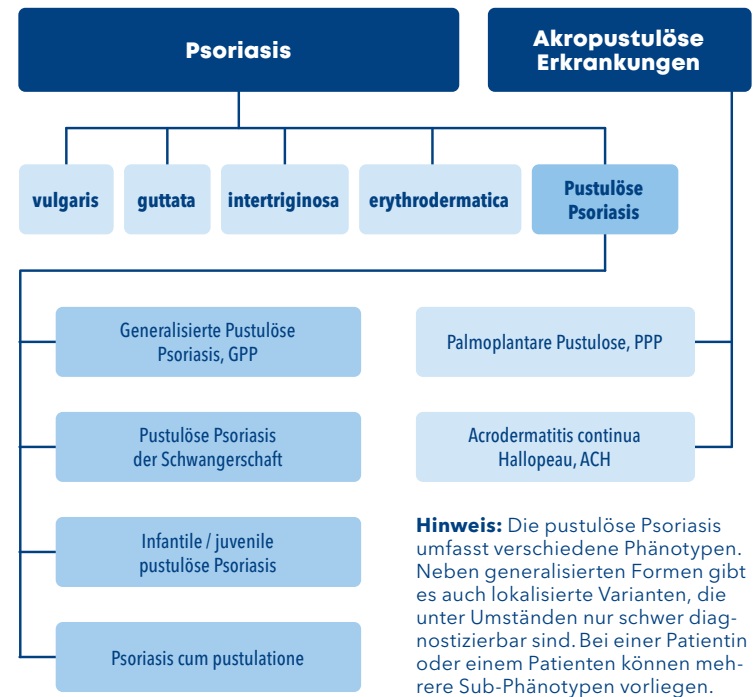 Psoriasis
Akropustulöse
Erkrankungen
vulgaris
guttata
intertriginosa
erythrodermatica
Pustulöse
Psoriasis
Generalisierte Pustulöse
Psoriasis, GPP
Pustulöse Psoriasis
der Schwangerschaft
Infantile / juvenile
pustulöse Psoriasis
Psoriasis cum pustulatione
Palmoplantare Pustulose, PPP
Acrodermatitis continua
Hallopeau, ACH
Hinweis: Die pustulöse Psoriasis
umfasst verschiedene Phänotypen.
Neben generalisierten Formen gibt
es auch lokalisierte Varianten, die
unter Umständen nur schwer diag-
nostizierbar sind. Bei einer Patientin
oder einem Patienten können meh-
rere Sub-Phänotypen vorliegen.